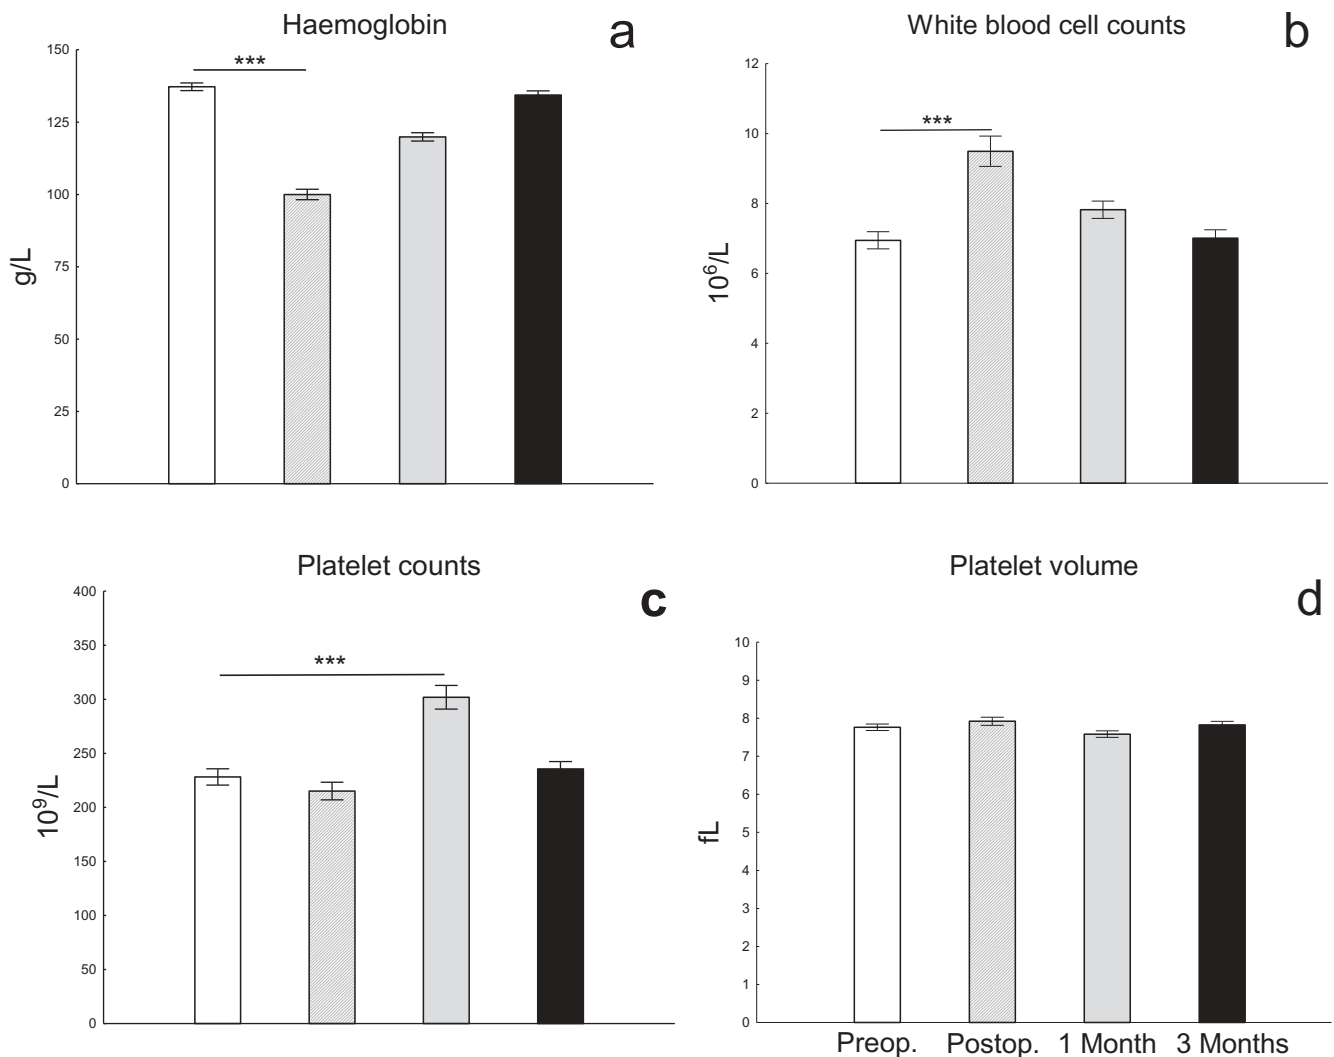 Haemoglobin
a
g/L
150
125
100
75
50
25
0
***
White blood cell counts
b
10⁶/L
12
10
8
6
4
2
0
***
Platelet counts
c
10⁹/L
400
350
300
250
200
150
100
50
0
***
Platelet volume
d
fL
10
9
8
7
6
5
4
3
2
1
0
Preop. Postop. 1 Month 3 Months